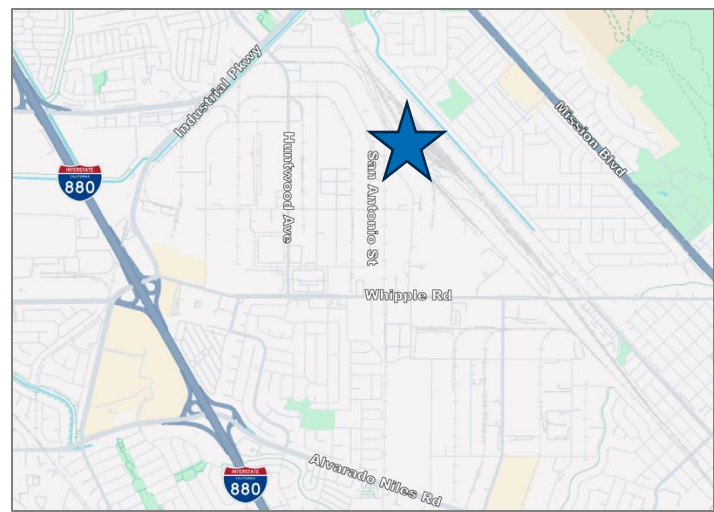 Industrial Pkwy
Mission Blvd
Huntwood Ave
San Antonio St
INTERSTATE
CALIFORNIA
880
Whipple Rd
Alvarado Niles Rd
INTERSTATE
CALIFORNIA
880